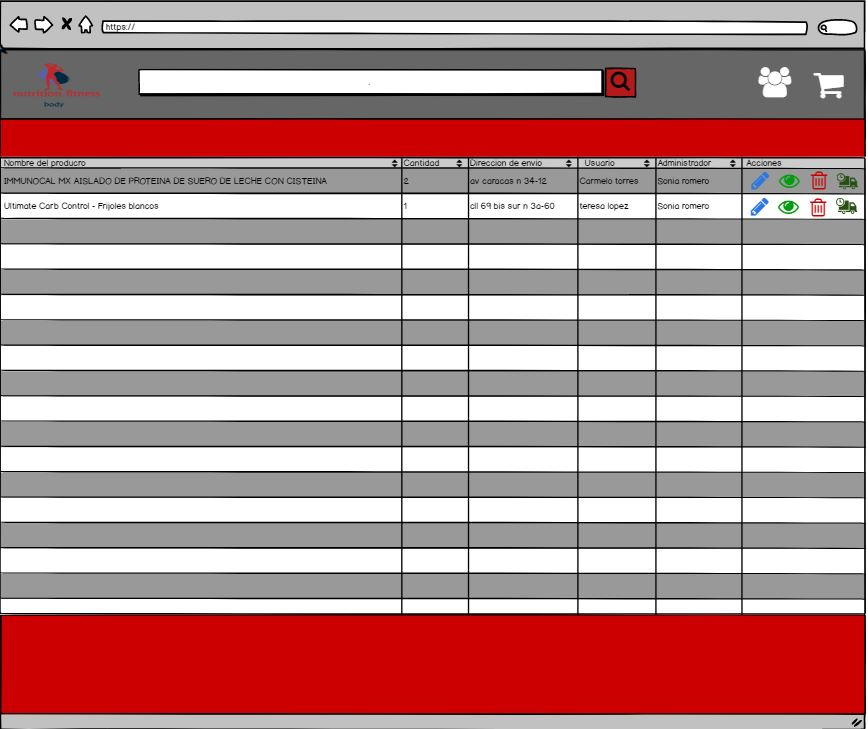 https://
nutrition fitness
body
Nombre del producro Cantidad Direccion de envio Usuario Administrador Acciones
IMMUNOCAL MX AISLADO DE PROTEINA DE SUERO DE LECHE CON CISTEINA 2 av caracas n 34-12 Carmelo torres Sonia romero
Ultimate Carb Control - Frijoles blancos 1 cll 69 bis sur n 3a-60 teresa lopez Sonia romero